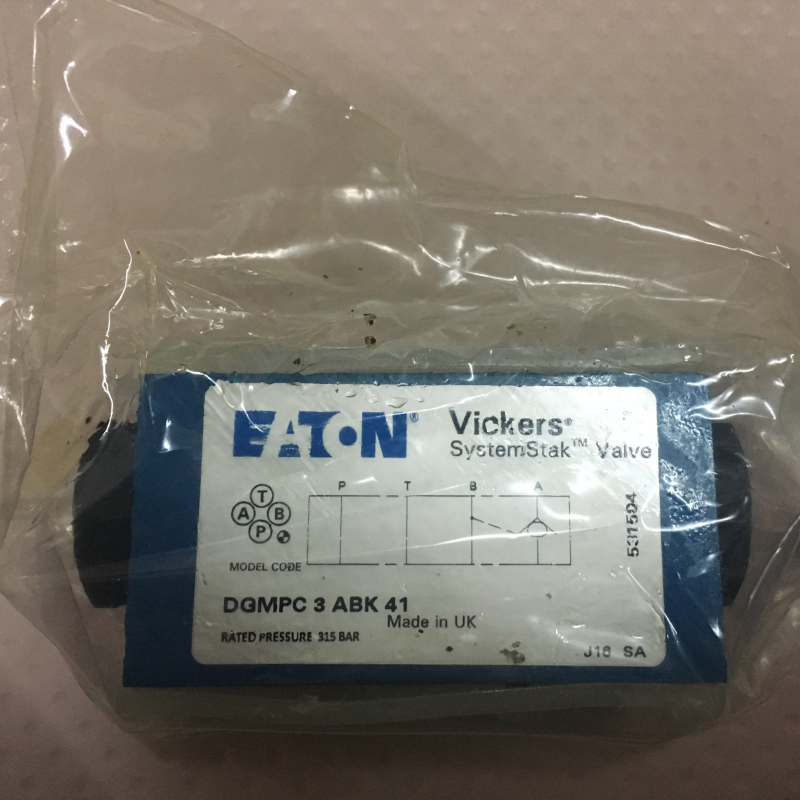 EATON® Vickers®
SystemStak™ Valve
P T B A
T
A B
P
531504
MODEL CODE
DGMPC 3 ABK 41
Made in UK
RATED PRESSURE 315 BAR
J16 SA